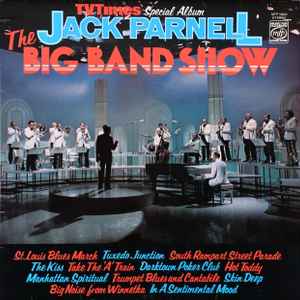 TVTimes Special Album
JACK PARNELL
The
BIG BAND SHOW
St. Louis Blues March Tuxedo Junction South Rampart Street Parade
The Kiss Take The 'A' Train Darktown Poker Club Hot Toddy
Manhattan Spiritual Trumpet Blues and Cantabile Skin Deep
Big Noise from Winnetka In A Sentimental Mood